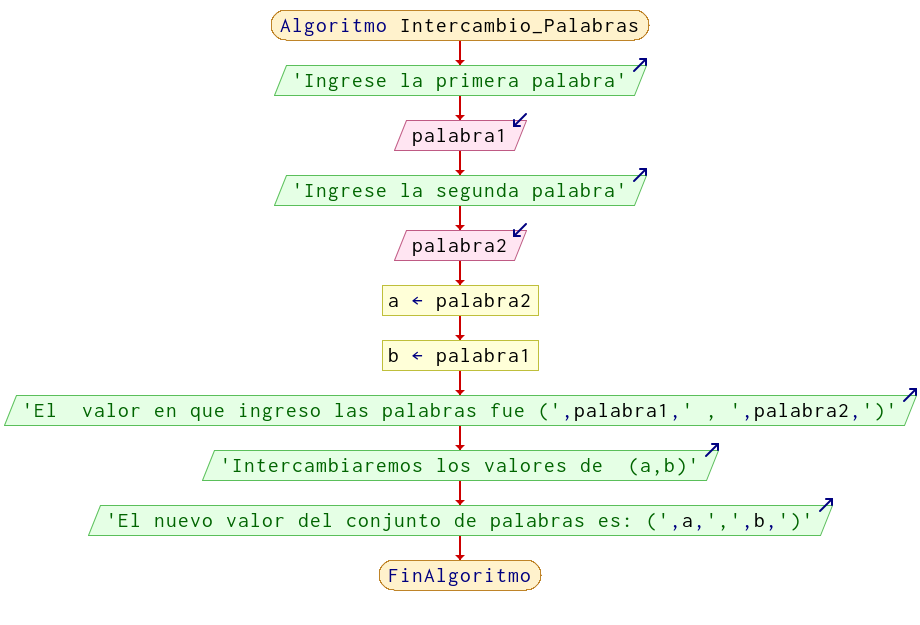 Algoritmo Intercambio_Palabras
'Ingrese la primera palabra'
palabra1
'Ingrese la segunda palabra'
palabra2
a ← palabra2
b ← palabra1
'El  valor en que ingreso las palabras fue (',palabra1,' , ',palabra2,')'
'Intercambiaremos los valores de  (a,b)'
'El nuevo valor del conjunto de palabras es: (',a,',',b,')'
FinAlgoritmo